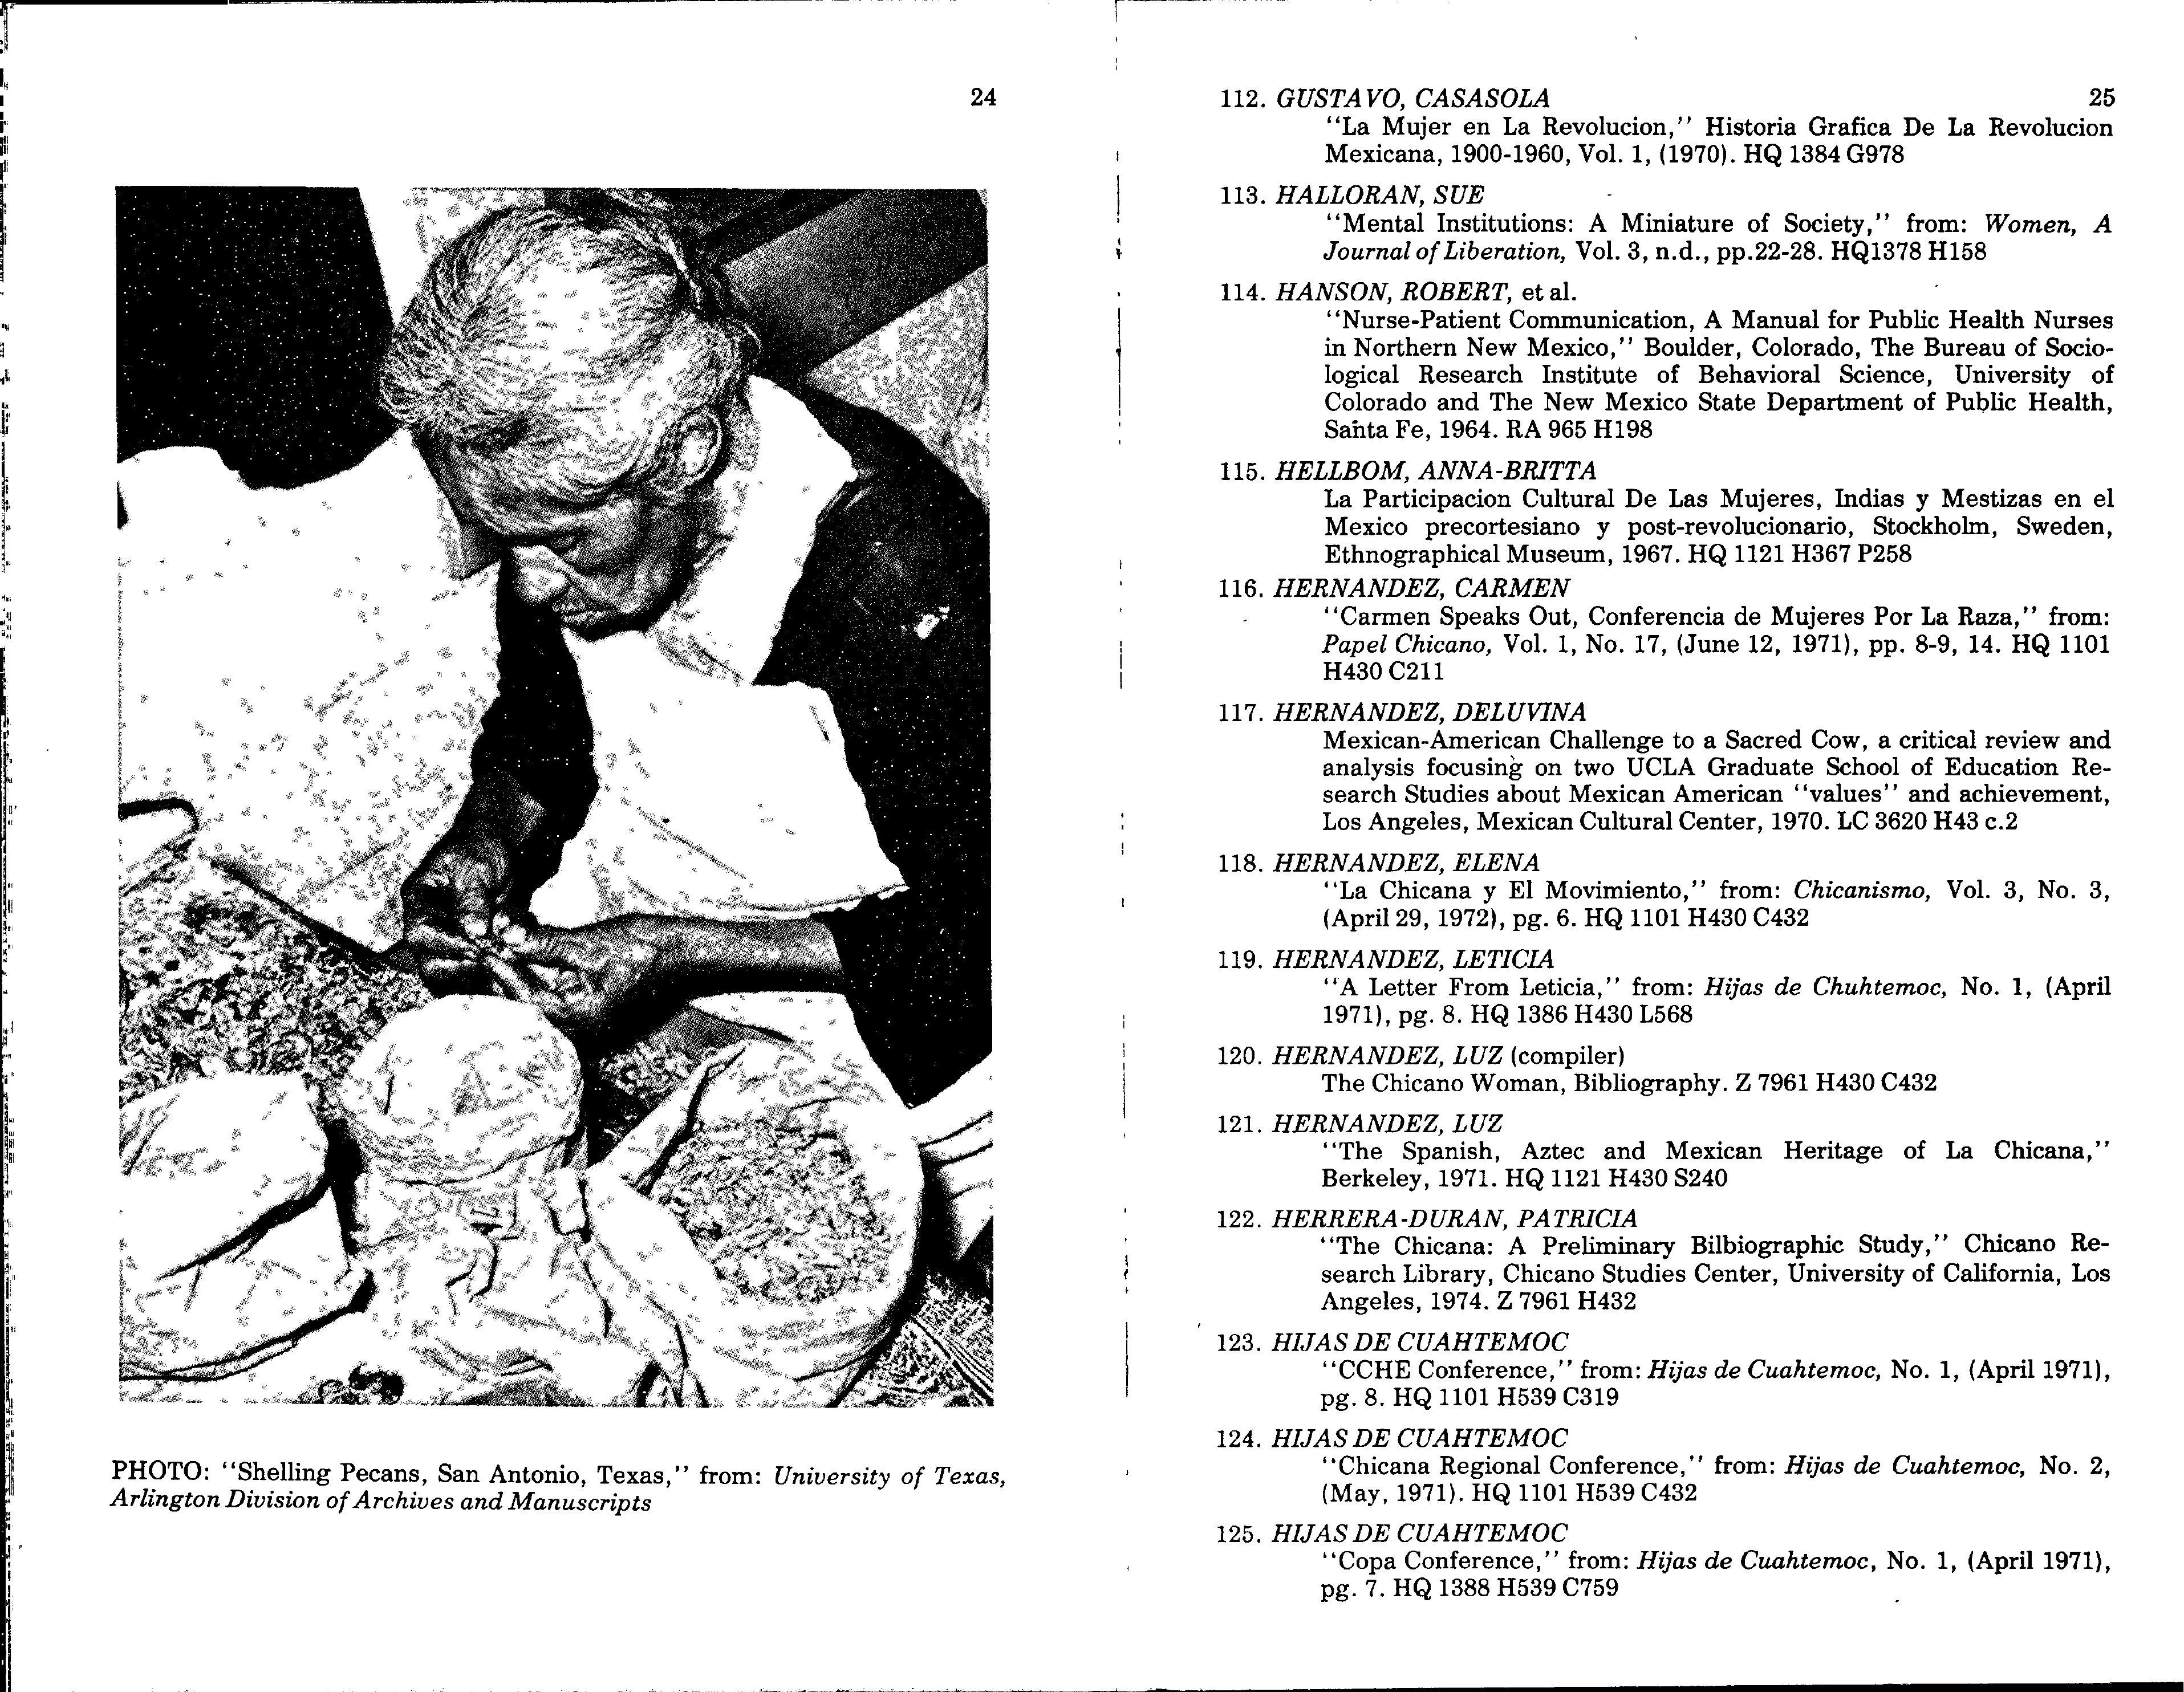 24
PHOTO: “Shelling Pecans, San Antonio, Texas,” from: University of Texas,
Arlington Division of Archives and Manuscripts
25
112. GUSTAVO, CASASOLA
“La Mujer en La Revolucion,” Historia Grafica De La Revolucion
Mexicana, 1900-1960, Vol. 1, (1970). HQ 1384 G978
113. HALLORAN, SUE
“Mental Institutions: A Miniature of Society,” from: Women, A
Journal of Liberation, Vol. 3, n.d., pp.22-28. HQ1378 H158
114. HANSON, ROBERT, et al.
“Nurse-Patient Communication, A Manual for Public Health Nurses
in Northern New Mexico,” Boulder, Colorado, The Bureau of Socio-
logical Research Institute of Behavioral Science, University of
Colorado and The New Mexico State Department of Public Health,
Santa Fe, 1964. RA 965 H198
115. HELLBOM, ANNA-BRITTA
La Participacion Cultural De Las Mujeres, Indias y Mestizas en el
Mexico precortesiano y post-revolucionario, Stockholm, Sweden,
Ethnographical Museum, 1967. HQ 1121 H367 P258
116. HERNANDEZ, CARMEN
“Carmen Speaks Out, Conferencia de Mujeres Por La Raza,” from:
Papel Chicano, Vol. 1, No. 17, (June 12, 1971), pp. 8-9, 14. HQ 1101
H430 C211
117. HERNANDEZ, DELUVINA
Mexican-American Challenge to a Sacred Cow, a critical review and
analysis focusing on two UCLA Graduate School of Education Re-
search Studies about Mexican American “values” and achievement,
Los Angeles, Mexican Cultural Center, 1970. LC 3620 H43 c.2
118. HERNANDEZ, ELENA
“La Chicana y El Movimiento,” from: Chicanismo, Vol. 3, No. 3,
(April 29, 1972), pg. 6. HQ 1101 H430 C432
119. HERNANDEZ, LETICIA
“A Letter From Leticia,” from: Hijas de Chuhtemoc, No. 1, (April
1971), pg. 8. HQ 1386 H430 L568
120. HERNANDEZ, LUZ (compiler)
The Chicano Woman, Bibliography. Z 7961 H430 C432
121. HERNANDEZ, LUZ
“The Spanish, Aztec and Mexican Heritage of La Chicana,”
Berkeley, 1971. HQ 1121 H430 S240
122. HERRERA-DURAN, PATRICIA
“The Chicana: A Preliminary Bilbiographic Study,” Chicano Re-
search Library, Chicano Studies Center, University of California, Los
Angeles, 1974. Z 7961 H432
123. HIJAS DE CUAHTEMOC
“CCHE Conference,” from: Hijas de Cuahtemoc, No. 1, (April 1971),
pg. 8. HQ 1101 H539 C319
124. HIJAS DE CUAHTEMOC
“Chicana Regional Conference,” from: Hijas de Cuahtemoc, No. 2,
(May, 1971). HQ 1101 H539 C432
125. HIJAS DE CUAHTEMOC
“Copa Conference,” from: Hijas de Cuahtemoc, No. 1, (April 1971),
pg. 7. HQ 1388 H539 C759